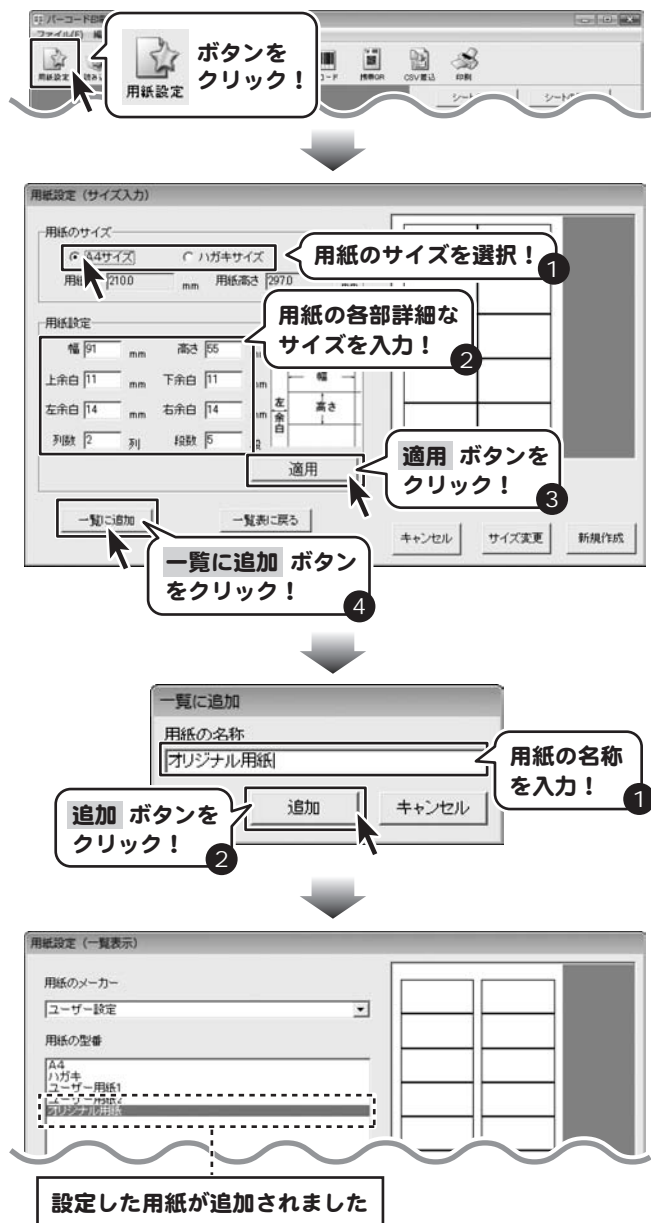 バーコード印刷
ファイル(F)
用紙設定
用紙設定
ボタンを
クリック！
携帯QR
CSV差込
印刷
用紙設定（サイズ入力）
用紙のサイズ
A4サイズ
ハガキサイズ
用紙のサイズを選択！
1
210.0 mm 用紙高さ 297.0
用紙設定
幅 91 mm 高さ 55
上余白 11 mm 下余白 11 mm
左余白 14 mm 右余白 14 mm
列数 2 列 段数 5 段
用紙の各部詳細な
サイズを入力！
2
幅
高さ
左余白
適用
適用 ボタンを
クリック！
3
一覧に追加
一覧表に戻る
キャンセル
サイズ変更
新規作成
一覧に追加 ボタン
をクリック！
4
一覧に追加
用紙の名称
オリジナル用紙
用紙の名称
を入力！
1
追加
キャンセル
追加 ボタンを
クリック！
2
用紙設定（一覧表示）
用紙のメーカー
ユーザー設定
用紙の型番
A4
ハガキ
ユーザー用紙1
ユーザー用紙2
オリジナル用紙
設定した用紙が追加されました